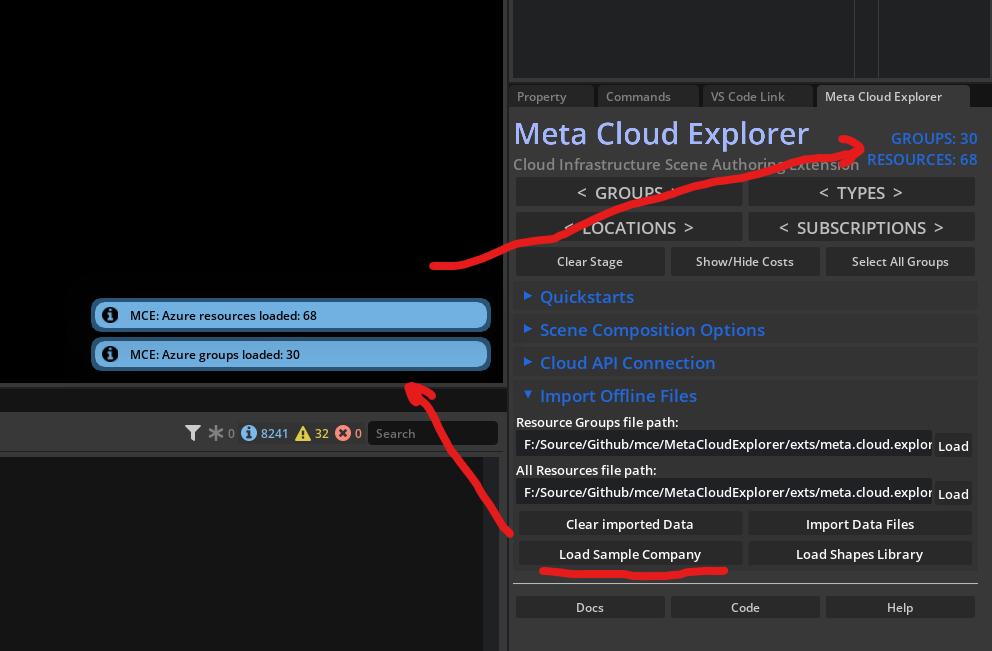 Property
Commands
VS Code Link
Meta Cloud Explorer
Meta Cloud Explorer
GROUPS: 30
Cloud Infrastructure Scene Authoring Extension
RESOURCES: 68
< GROUPS >
< TYPES >
< LOCATIONS >
< SUBSCRIPTIONS >
Clear Stage
Show/Hide Costs
Select All Groups
Quickstarts
MCE: Azure resources loaded: 68
Scene Composition Options
MCE: Azure groups loaded: 30
Cloud API Connection
Import Offline Files
Resource Groups file path:
0
8241
32
0
Search
F:/Source/Github/mce/MetaCloudExplorer/exts/meta.cloud.explor
Load
All Resources file path:
F:/Source/Github/mce/MetaCloudExplorer/exts/meta.cloud.explor
Load
Clear imported Data
Import Data Files
Load Sample Company
Load Shapes Library
Docs
Code
Help